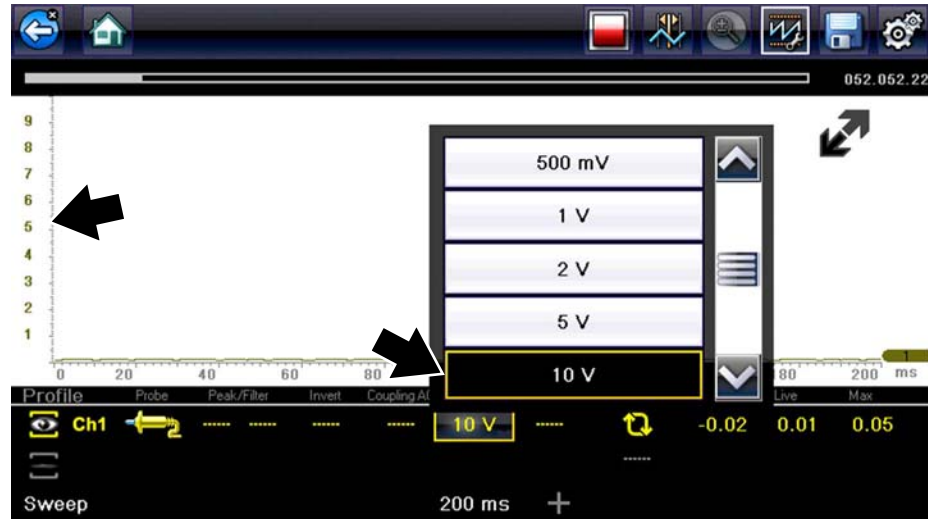 052.052.22
9
8
7
6
5
4
3
2
1
500 mV
1 V
2 V
5 V
10 V
0 20 40 60 80 80 200 ms
1
Profile Probe Peak/Filter Invert Coupling Live Max
Ch1 ----- ----- ----- ----- 10 V ----- -0.02 0.01 0.05
-----
Sweep 200 ms +